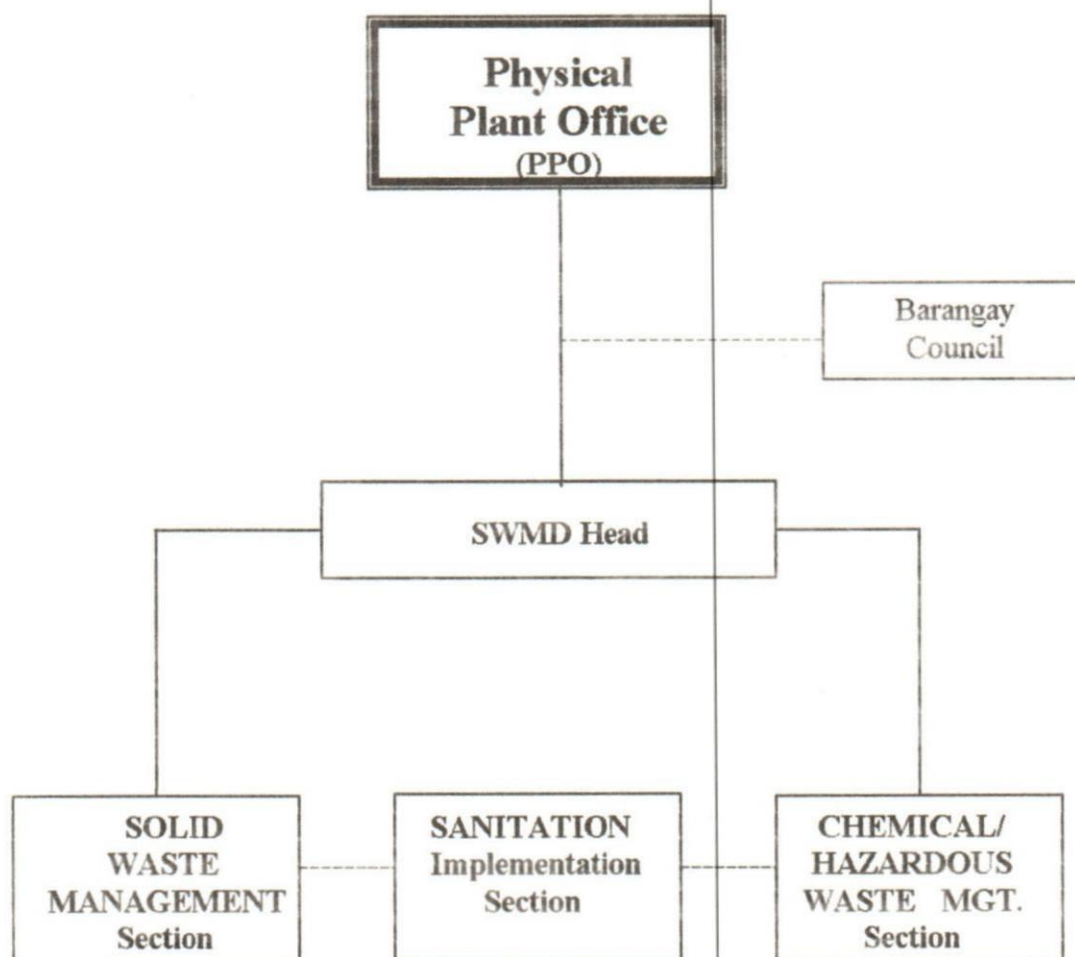 Physical
Plant Office
(PPO)
Barangay
Council
SWMD Head
SOLID
WASTE
MANAGEMENT
Section
SANITATION
Implementation
Section
CHEMICAL/
HAZARDOUS
WASTE MGT.
Section